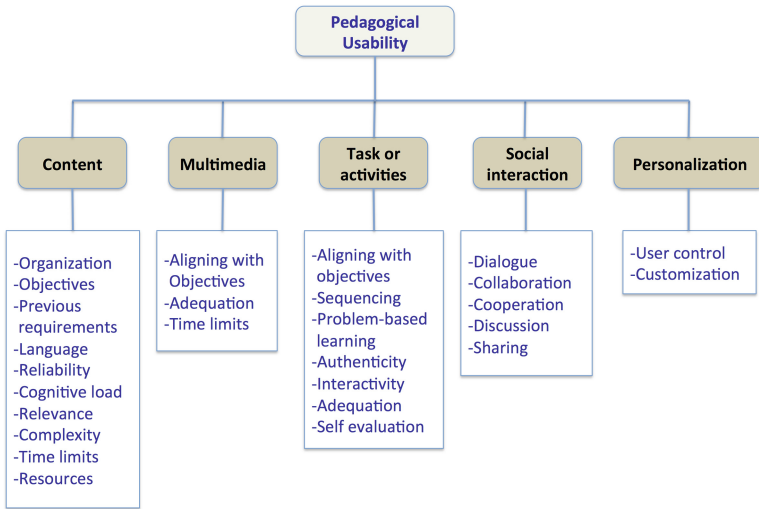 Pedagogical
Usability
Content
Multimedia
Task or
activities
Social
interaction
Personalization
-Organization
-Objectives
-Previous
requirements
-Language
-Reliability
-Cognitive load
-Relevance
-Complexity
-Time limits
-Resources
-Aligning with
Objectives
-Adequation
-Time limits
-Aligning with
objectives
-Sequencing
-Problem-based
learning
-Authenticity
-Interactivity
-Adequation
-Self evaluation
-Dialogue
-Collaboration
-Cooperation
-Discussion
-Sharing
-User control
-Customization